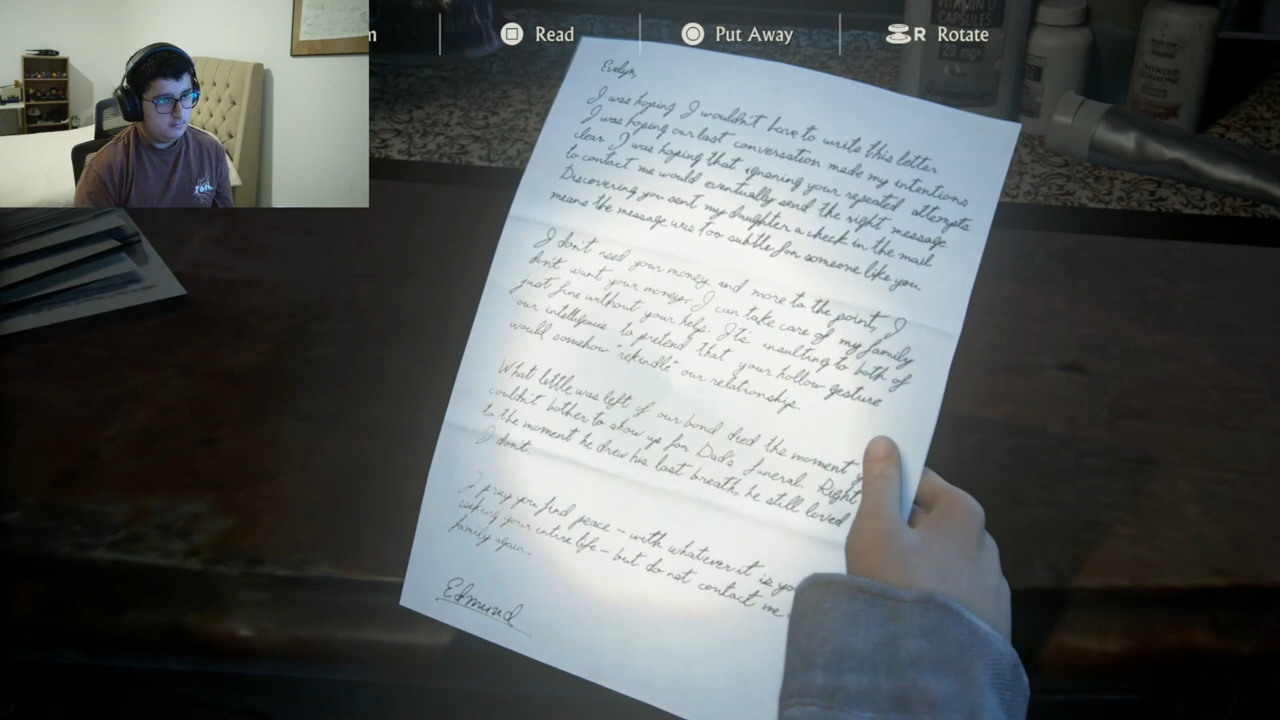 n
Read
Put Away
R Rotate
VITAMIN D
CAPSULES
20 mg
Evelyn,
I was hoping I wouldn't have to write this letter.
I was hoping our last conversation made my intentions
clear. I was hoping that ignoring your repeated attempts
to contact me would eventually send the right message
Discovering you sent my daughter a check in the mail
means the message was too subtle for someone like you.
I don't need your money, and more to the point, I
don't want your money. I can take care of my family
just fine without your help. It's insulting to both of
our intelligences to pretend that your hollow gesture
would somehow "rekindle" our relationship.
What little was left of our bond died the moment y
couldn't bother to show up for Dad's funeral. Right
to the moment he drew his last breath, he still loved
I don't.
I pray you find peace – with whatever it is yo
seeking your entire life – but do not contact me
family again.
Edmund